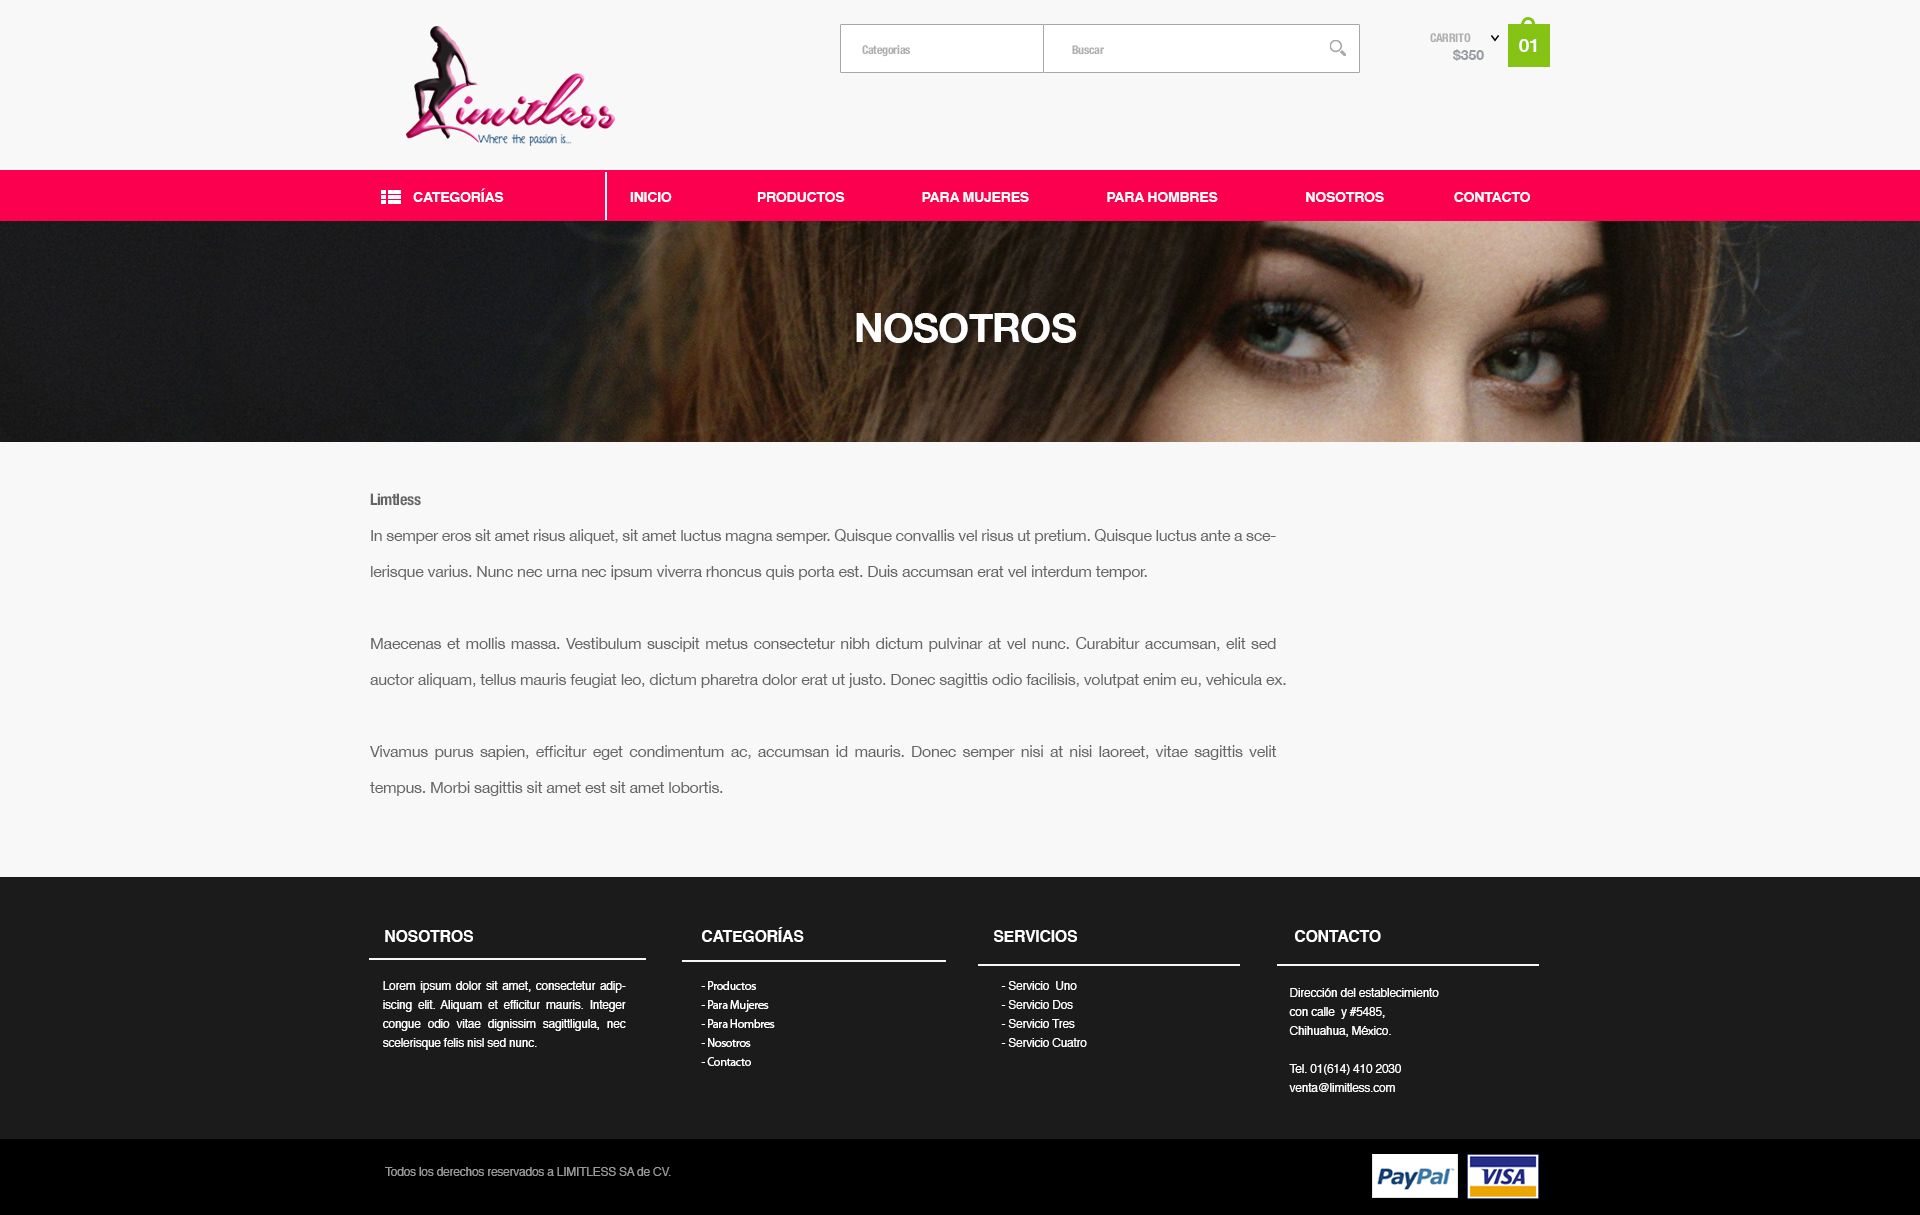 Limitless
Where the passion is...
Categorias
Buscar
CARRITO
$350
01
CATEGORÍAS
INICIO
PRODUCTOS
PARA MUJERES
PARA HOMBRES
NOSOTROS
CONTACTO
NOSOTROS
Limtless
In semper eros sit amet risus aliquet, sit amet luctus magna semper. Quisque convallis vel risus ut pretium. Quisque luctus ante a sce-
lerisque varius. Nunc nec urna nec ipsum viverra rhoncus quis porta est. Duis accumsan erat vel interdum tempor.
Maecenas et mollis massa. Vestibulum suscipit metus consectetur nibh dictum pulvinar at vel nunc. Curabitur accumsan, elit sed
auctor aliquam, tellus mauris feugiat leo, dictum pharetra dolor erat ut justo. Donec sagittis odio facilisis, volutpat enim eu, vehicula ex.
Vivamus purus sapien, efficitur eget condimentum ac, accumsan id mauris. Donec semper nisi at nisi laoreet, vitae sagittis velit
tempus. Morbi sagittis sit amet est sit amet lobortis.
NOSOTROS
Lorem ipsum dolor sit amet, consectetur adip-
iscing elit. Aliquam et efficitur mauris. Integer
congue odio vitae dignissim sagittligula, nec
scelerisque felis nisl sed nunc.
CATEGORÍAS
- Productos
- Para Mujeres
- Para Hombres
- Nosotros
- Contacto
SERVICIOS
- Servicio  Uno
- Servicio Dos
- Servicio Tres
- Servicio Cuatro
CONTACTO
Dirección del establecimiento
con calle  y #5485,
Chihuahua, México.
Tel. 01(614) 410 2030
venta@limitless.com
Todos los derechos reservados a LIMITLESS SA de CV.
PayPal
VISA